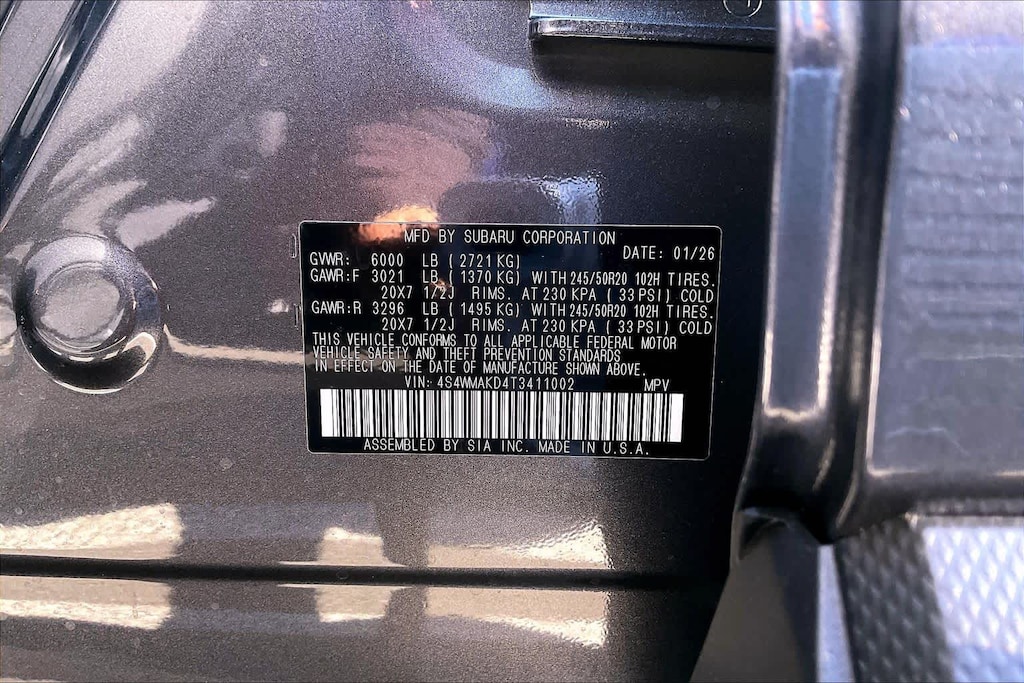 MFD BY SUBARU CORPORATION
DATE: 01/26
GVWR: 6000 LB ( 2721 KG)
GAWR:F 3021 LB ( 1370 KG) WITH 245/50R20 102H TIRES.
20X7 1/2J RIMS. AT 230 KPA ( 33 PSI) COLD
GAWR:R 3296 LB ( 1495 KG) WITH 245/50R20 102H TIRES.
20X7 1/2J RIMS. AT 230 KPA ( 33 PSI) COLD
THIS VEHICLE CONFORMS TO ALL APPLICABLE FEDERAL MOTOR
VEHICLE SAFETY AND THEFT PREVENTION STANDARDS
IN EFFECT ON THE DATE OF MANUFACTURE SHOWN ABOVE.
VIN: 4S4WMAKD4T3411002 MPV
ASSEMBLED BY SIA INC. MADE IN U.S.A.